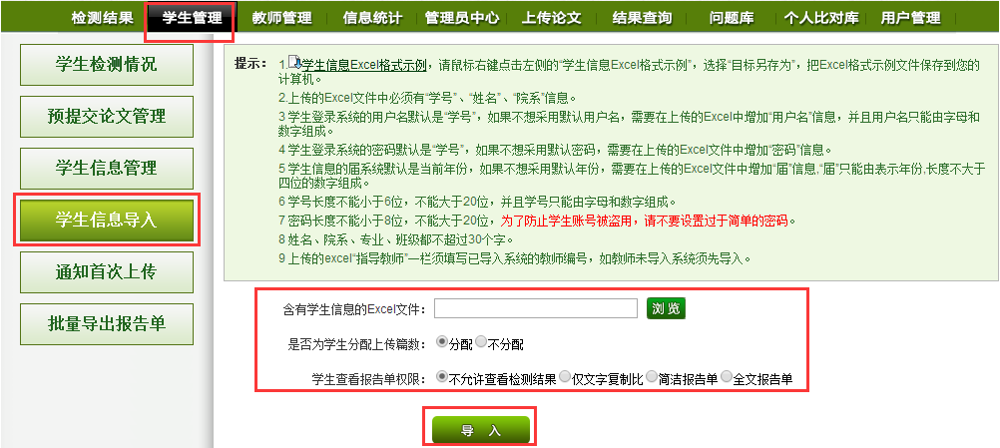 检测结果 学生管理 教师管理 信息统计 管理员中心 上传论文 结果查询 问题库 个人比对库 用户管理
学生检测情况
预提交论文管理
学生信息管理
学生信息导入
通知首次上传
批量导出报告单
提示： 1.学生信息Excel格式示例，请鼠标右键点击左侧的“学生信息Excel格式示例”，选择“目标另存为”，把Excel格式示例文件保存到您的
计算机。
2.上传的Excel文件中必须有“学号”、“姓名”、“院系”信息。
3 学生登录系统的用户名默认是“学号”，如果不想采用默认用户名，需要在上传的Excel中增加“用户名”信息，并且用户名只能由字母和
数字组成。
4 学生登录系统的密码默认是“学号”，如果不想采用默认密码，需要在上传的Excel文件中增加“密码”信息。
5 学生信息的届系统默认是当前年份，如果不想采用默认年份，需要在上传的Excel文件中增加“届”信息,“届”只能由表示年份,长度不大于
四位的数字组成。
6 学号长度不能小于6位，不能大于20位，并且学号只能由字母和数字组成。
7 密码长度不能小于8位，不能大于20位，为了防止学生账号被盗用，请不要设置过于简单的密码。
8 姓名、院系、专业、班级都不超过30个字。
9 上传的excel“指导教师”一栏须填写已导入系统的教师编号，如教师未导入系统须先导入。
含有学生信息的Excel文件： 浏 览
是否为学生分配上传篇数： 分配 不分配
学生查看报告单权限： 不允许查看检测结果 仅文字复制比 简洁报告单 全文报告单
导 入